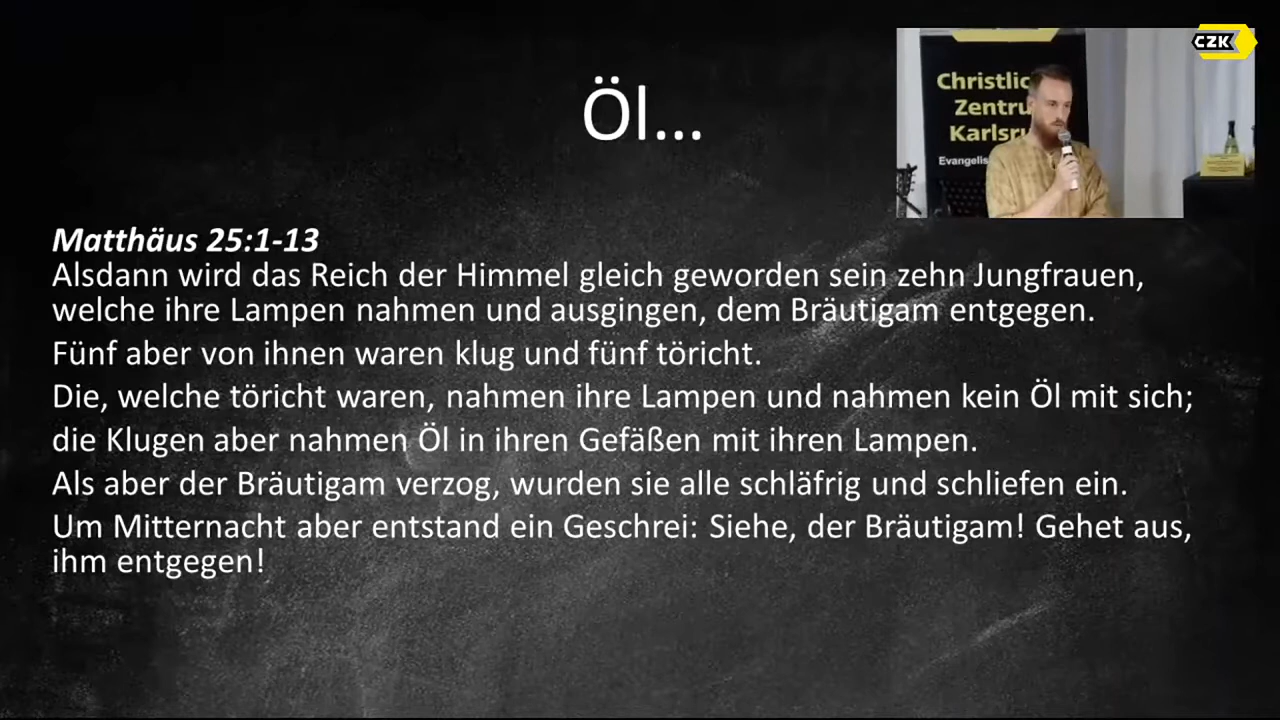 CZK
Öl...
Christlic
Zentru
Karlsru
Evangelis
Matthäus 25:1-13
Alsdann wird das Reich der Himmel gleich geworden sein zehn Jungfrauen,
welche ihre Lampen nahmen und ausgingen, dem Bräutigam entgegen.
Fünf aber von ihnen waren klug und fünf töricht.
Die, welche töricht waren, nahmen ihre Lampen und nahmen kein Öl mit sich;
die Klugen aber nahmen Öl in ihren Gefäßen mit ihren Lampen.
Als aber der Bräutigam verzog, wurden sie alle schläfrig und schliefen ein.
Um Mitternacht aber entstand ein Geschrei: Siehe, der Bräutigam! Gehet aus,
ihm entgegen!